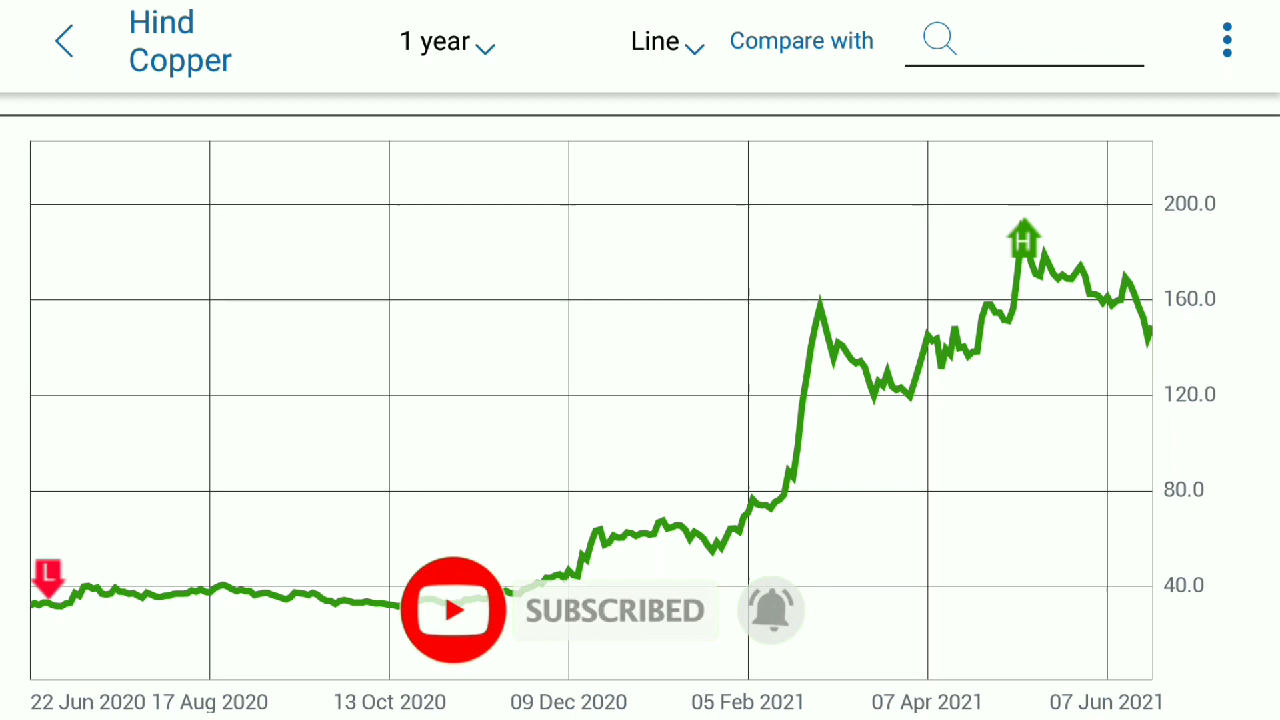 Hind
Copper
1 year
Line
Compare with
H
200.0
160.0
120.0
80.0
L
40.0
SUBSCRIBED
22 Jun 2020 17 Aug 2020 13 Oct 2020 09 Dec 2020 05 Feb 2021 07 Apr 2021 07 Jun 2021